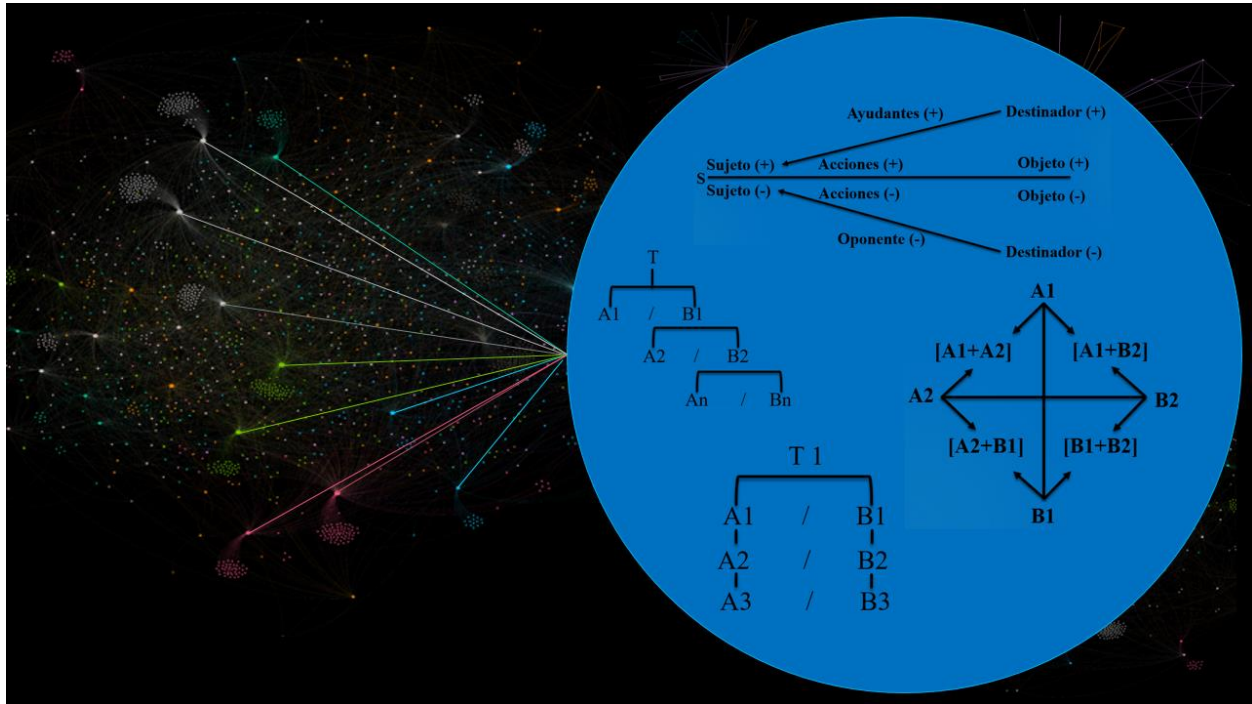 Ayudantes (+) Destinador (+)
Sujeto (+) Acciones (+) Objeto (+)
S
Sujeto (-) Acciones (-) Objeto (-)
Oponente (-)
Destinador (-)
T
A1 / B1
A2 / B2
An / Bn
A1
[A1+A2] [A1+B2]
A2 B2
[A2+B1] [B1+B2]
B1
T 1
A1 / B1
A2 / B2
A3 / B3